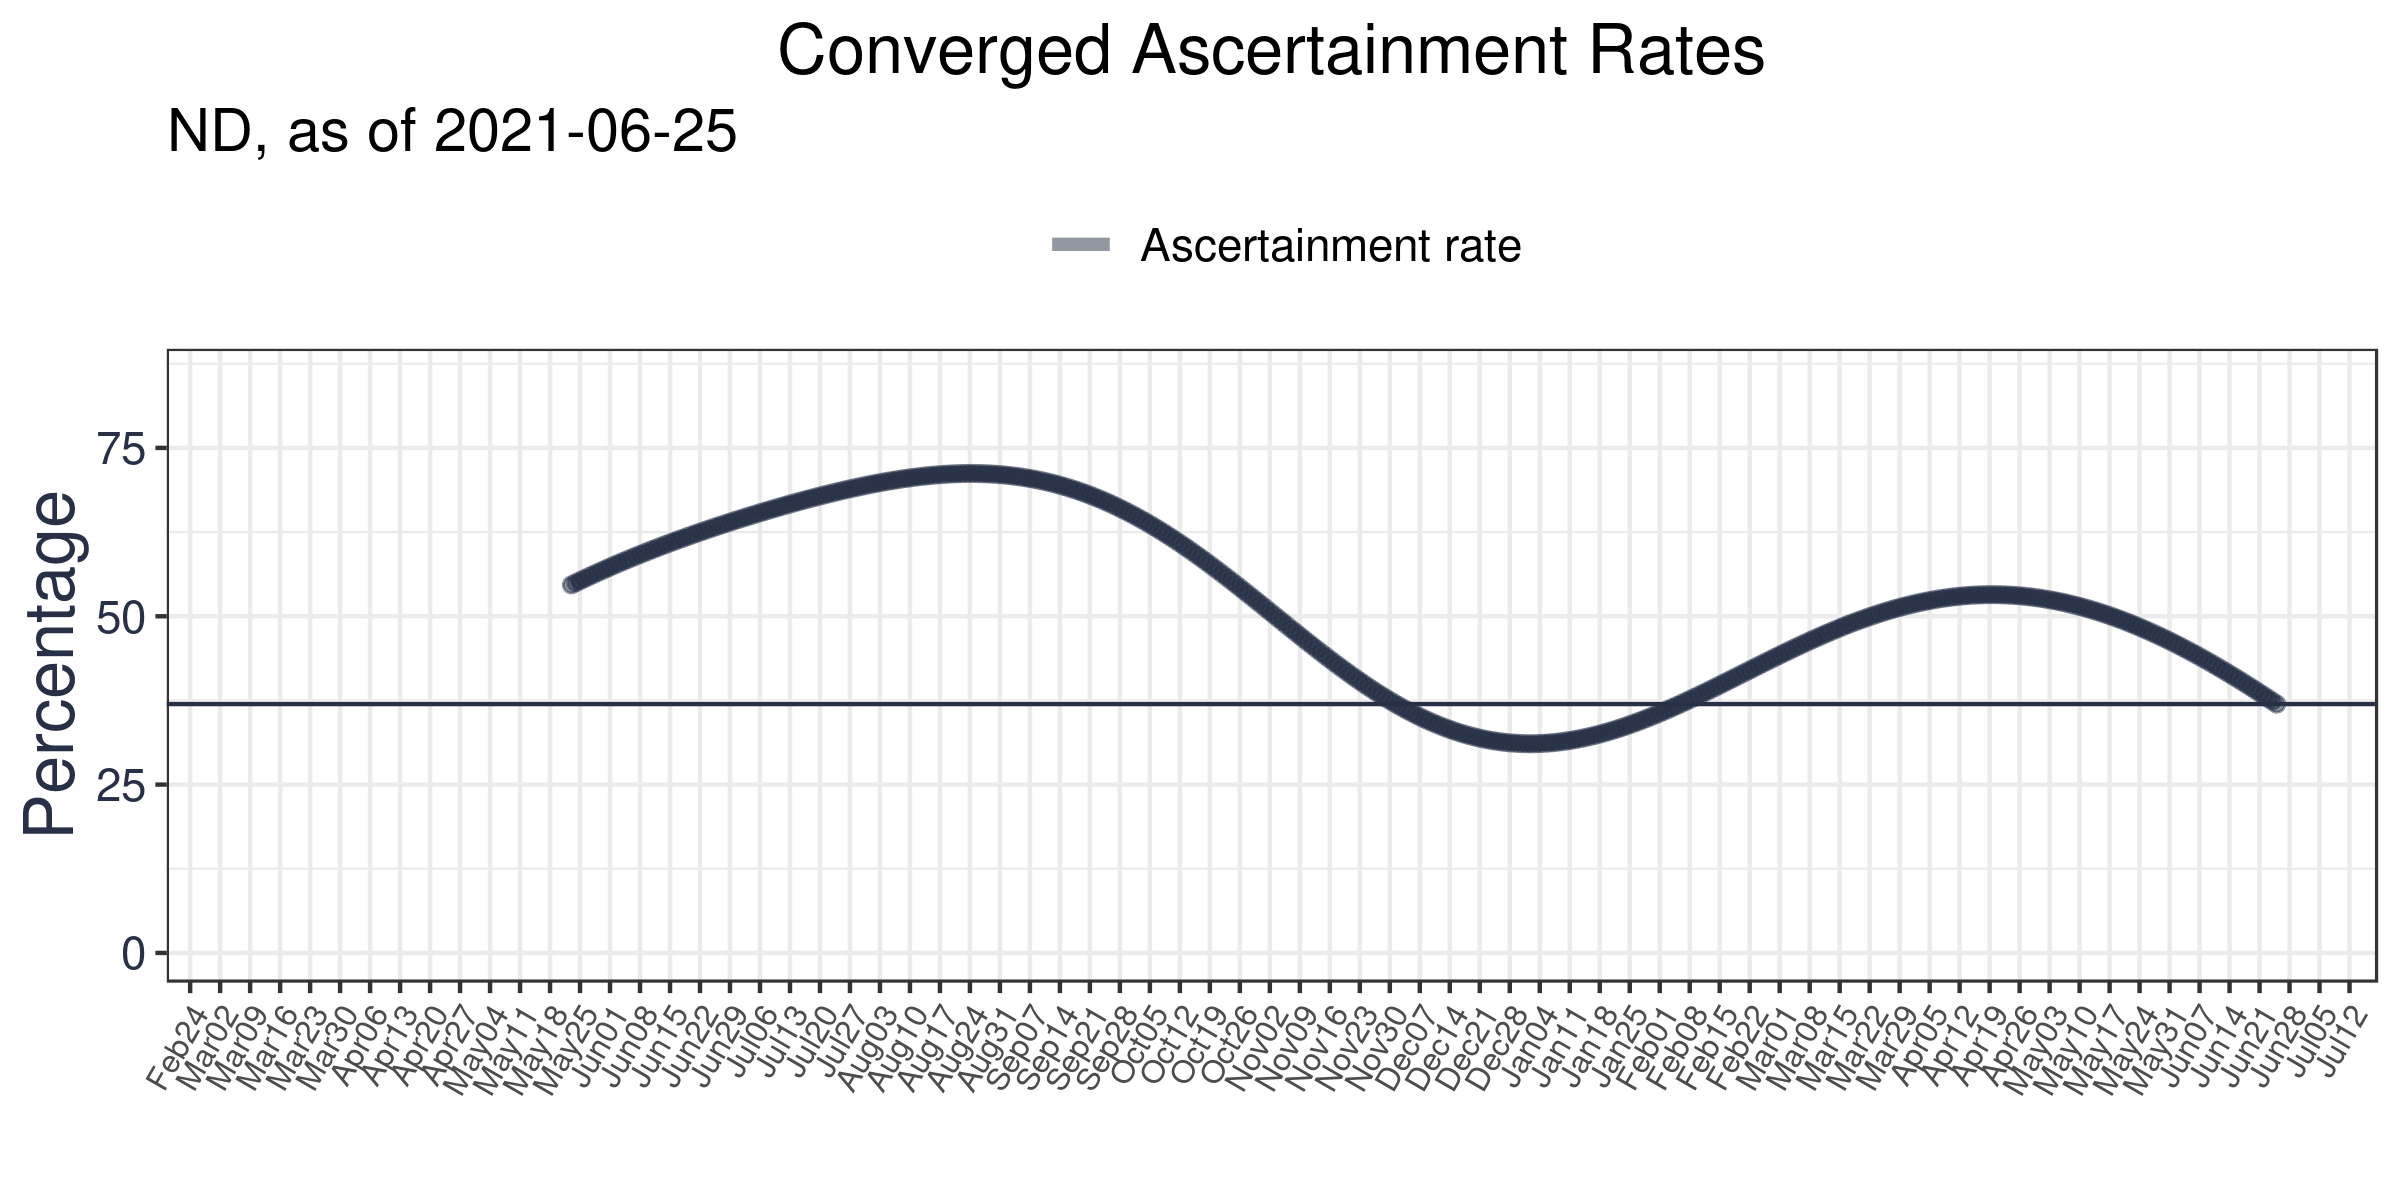 Converged Ascertainment Rates
ND, as of 2021-06-25
Ascertainment rate
Percentage
75
50
25
0
Feb24
Mar02
Mar09
Mar16
Mar23
Mar30
Apr06
Apr13
Apr20
Apr27
May04
May11
May18
May25
Jun01
Jun08
Jun15
Jun22
Jun29
Jul06
Jul13
Jul20
Jul27
Aug03
Aug10
Aug17
Aug24
Aug31
Sep07
Sep14
Sep21
Sep28
Oct05
Oct12
Oct19
Oct26
Nov02
Nov09
Nov16
Nov23
Nov30
Dec07
Dec14
Dec21
Dec28
Jan04
Jan11
Jan18
Jan25
Feb01
Feb08
Feb15
Feb22
Mar01
Mar08
Mar15
Mar22
Mar29
Apr05
Apr12
Apr19
Apr26
May03
May10
May17
May24
May31
Jun07
Jun14
Jun21
Jun28
Jul05
Jul12